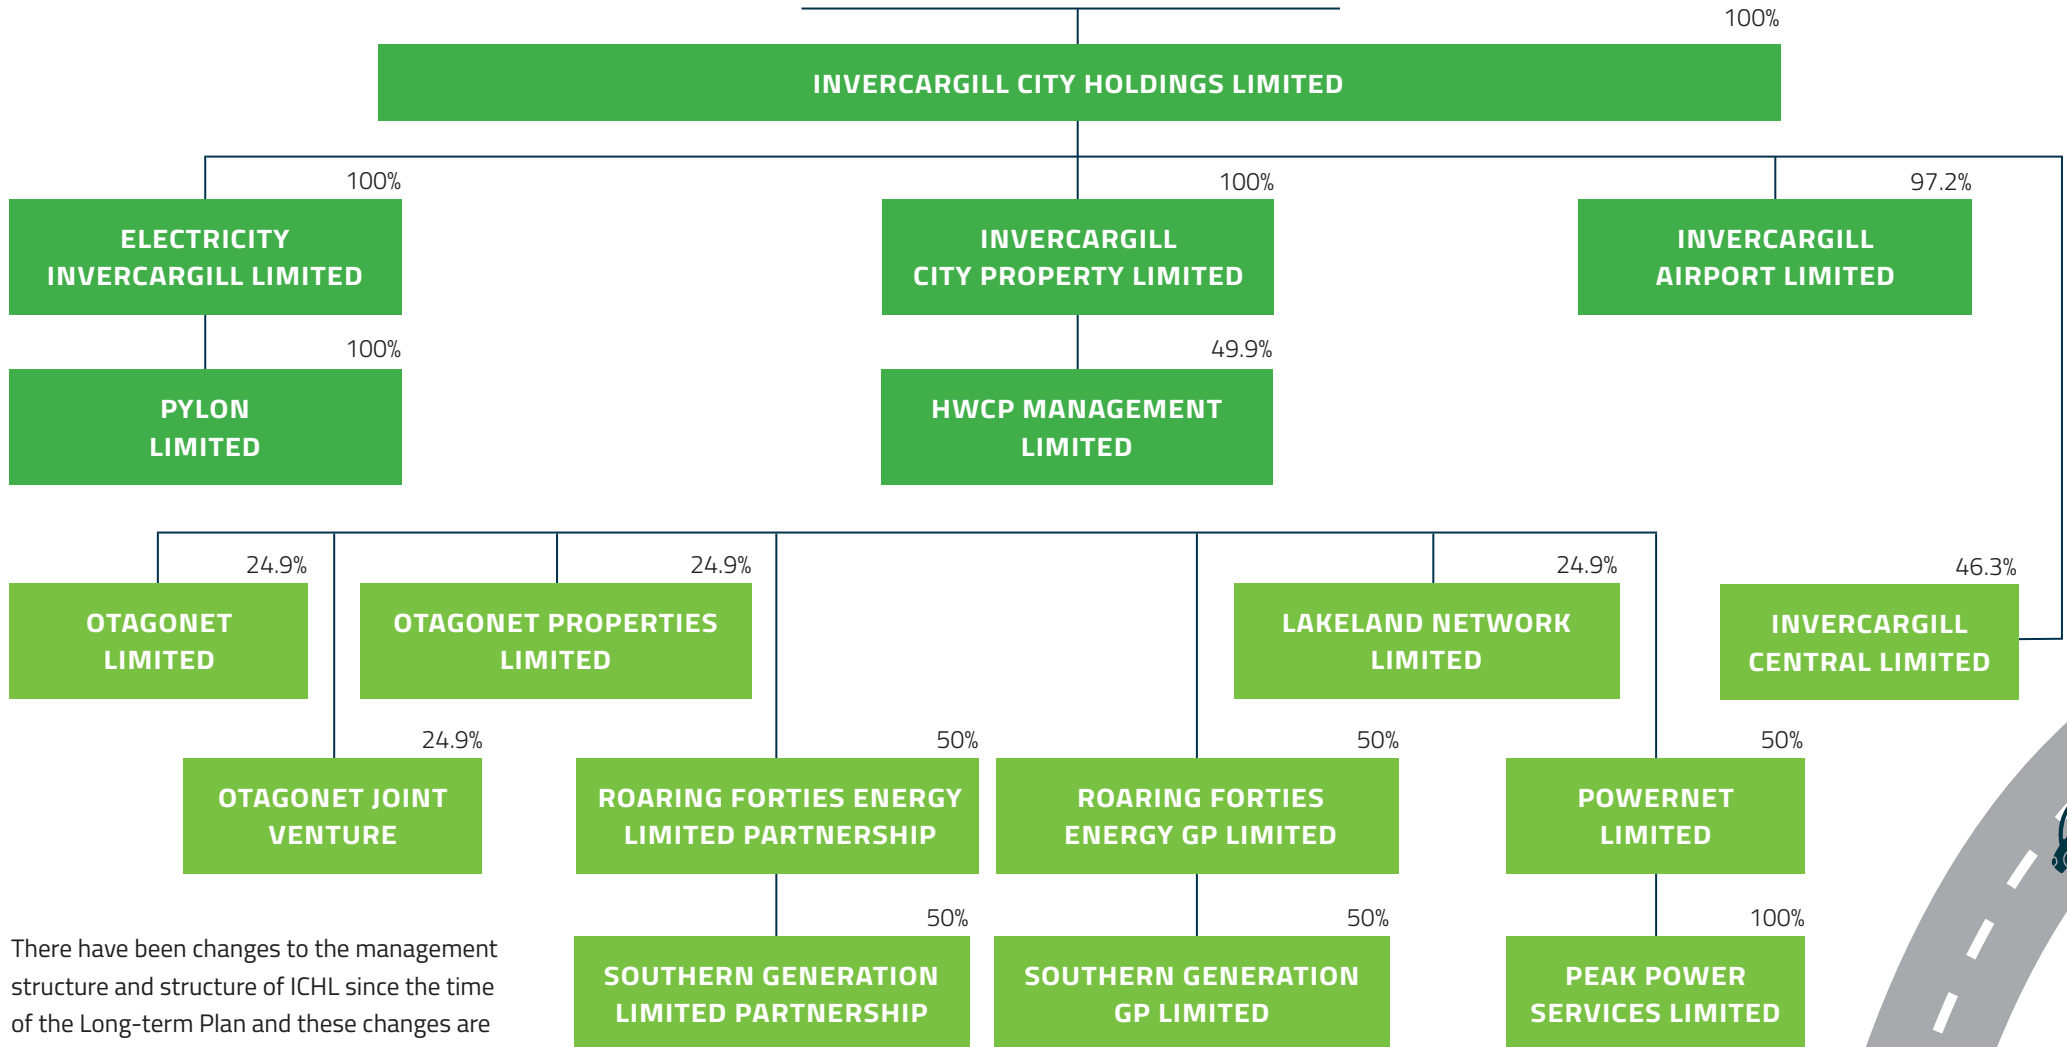 100%
INVERCARGILL CITY HOLDINGS LIMITED
100%
ELECTRICITY
INVERCARGILL LIMITED
100%
INVERCARGILL
CITY PROPERTY LIMITED
97.2%
INVERCARGILL
AIRPORT LIMITED
100%
PYLON
LIMITED
49.9%
HWCP MANAGEMENT
LIMITED
24.9%
OTAGONET
LIMITED
24.9%
OTAGONET PROPERTIES
LIMITED
24.9%
LAKELAND NETWORK
LIMITED
46.3%
INVERCARGILL
CENTRAL LIMITED
24.9%
OTAGONET JOINT
VENTURE
50%
ROARING FORTIES ENERGY
LIMITED PARTNERSHIP
50%
ROARING FORTIES
ENERGY GP LIMITED
50%
POWERNET
LIMITED
50%
SOUTHERN GENERATION
LIMITED PARTNERSHIP
50%
SOUTHERN GENERATION
GP LIMITED
100%
PEAK POWER
SERVICES LIMITED
There have been changes to the management
structure and structure of ICHL since the time
of the Long-term Plan and these changes are